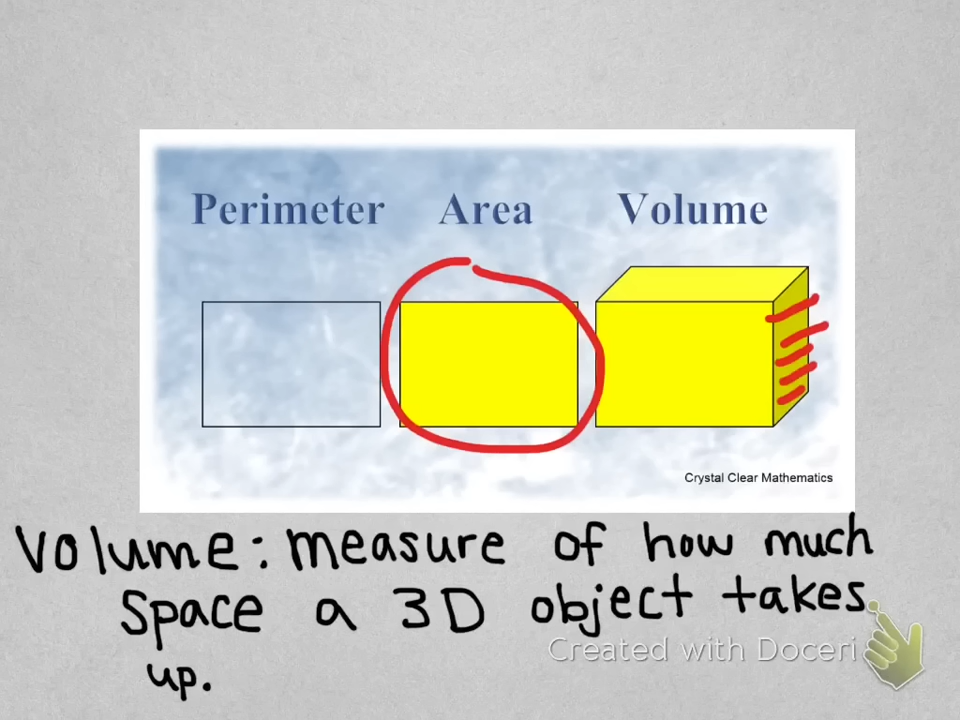 Perimeter Area Volume
Crystal Clear Mathematics
Volume: measure of how much
space a 3D object takes
up.
Created with Doceri